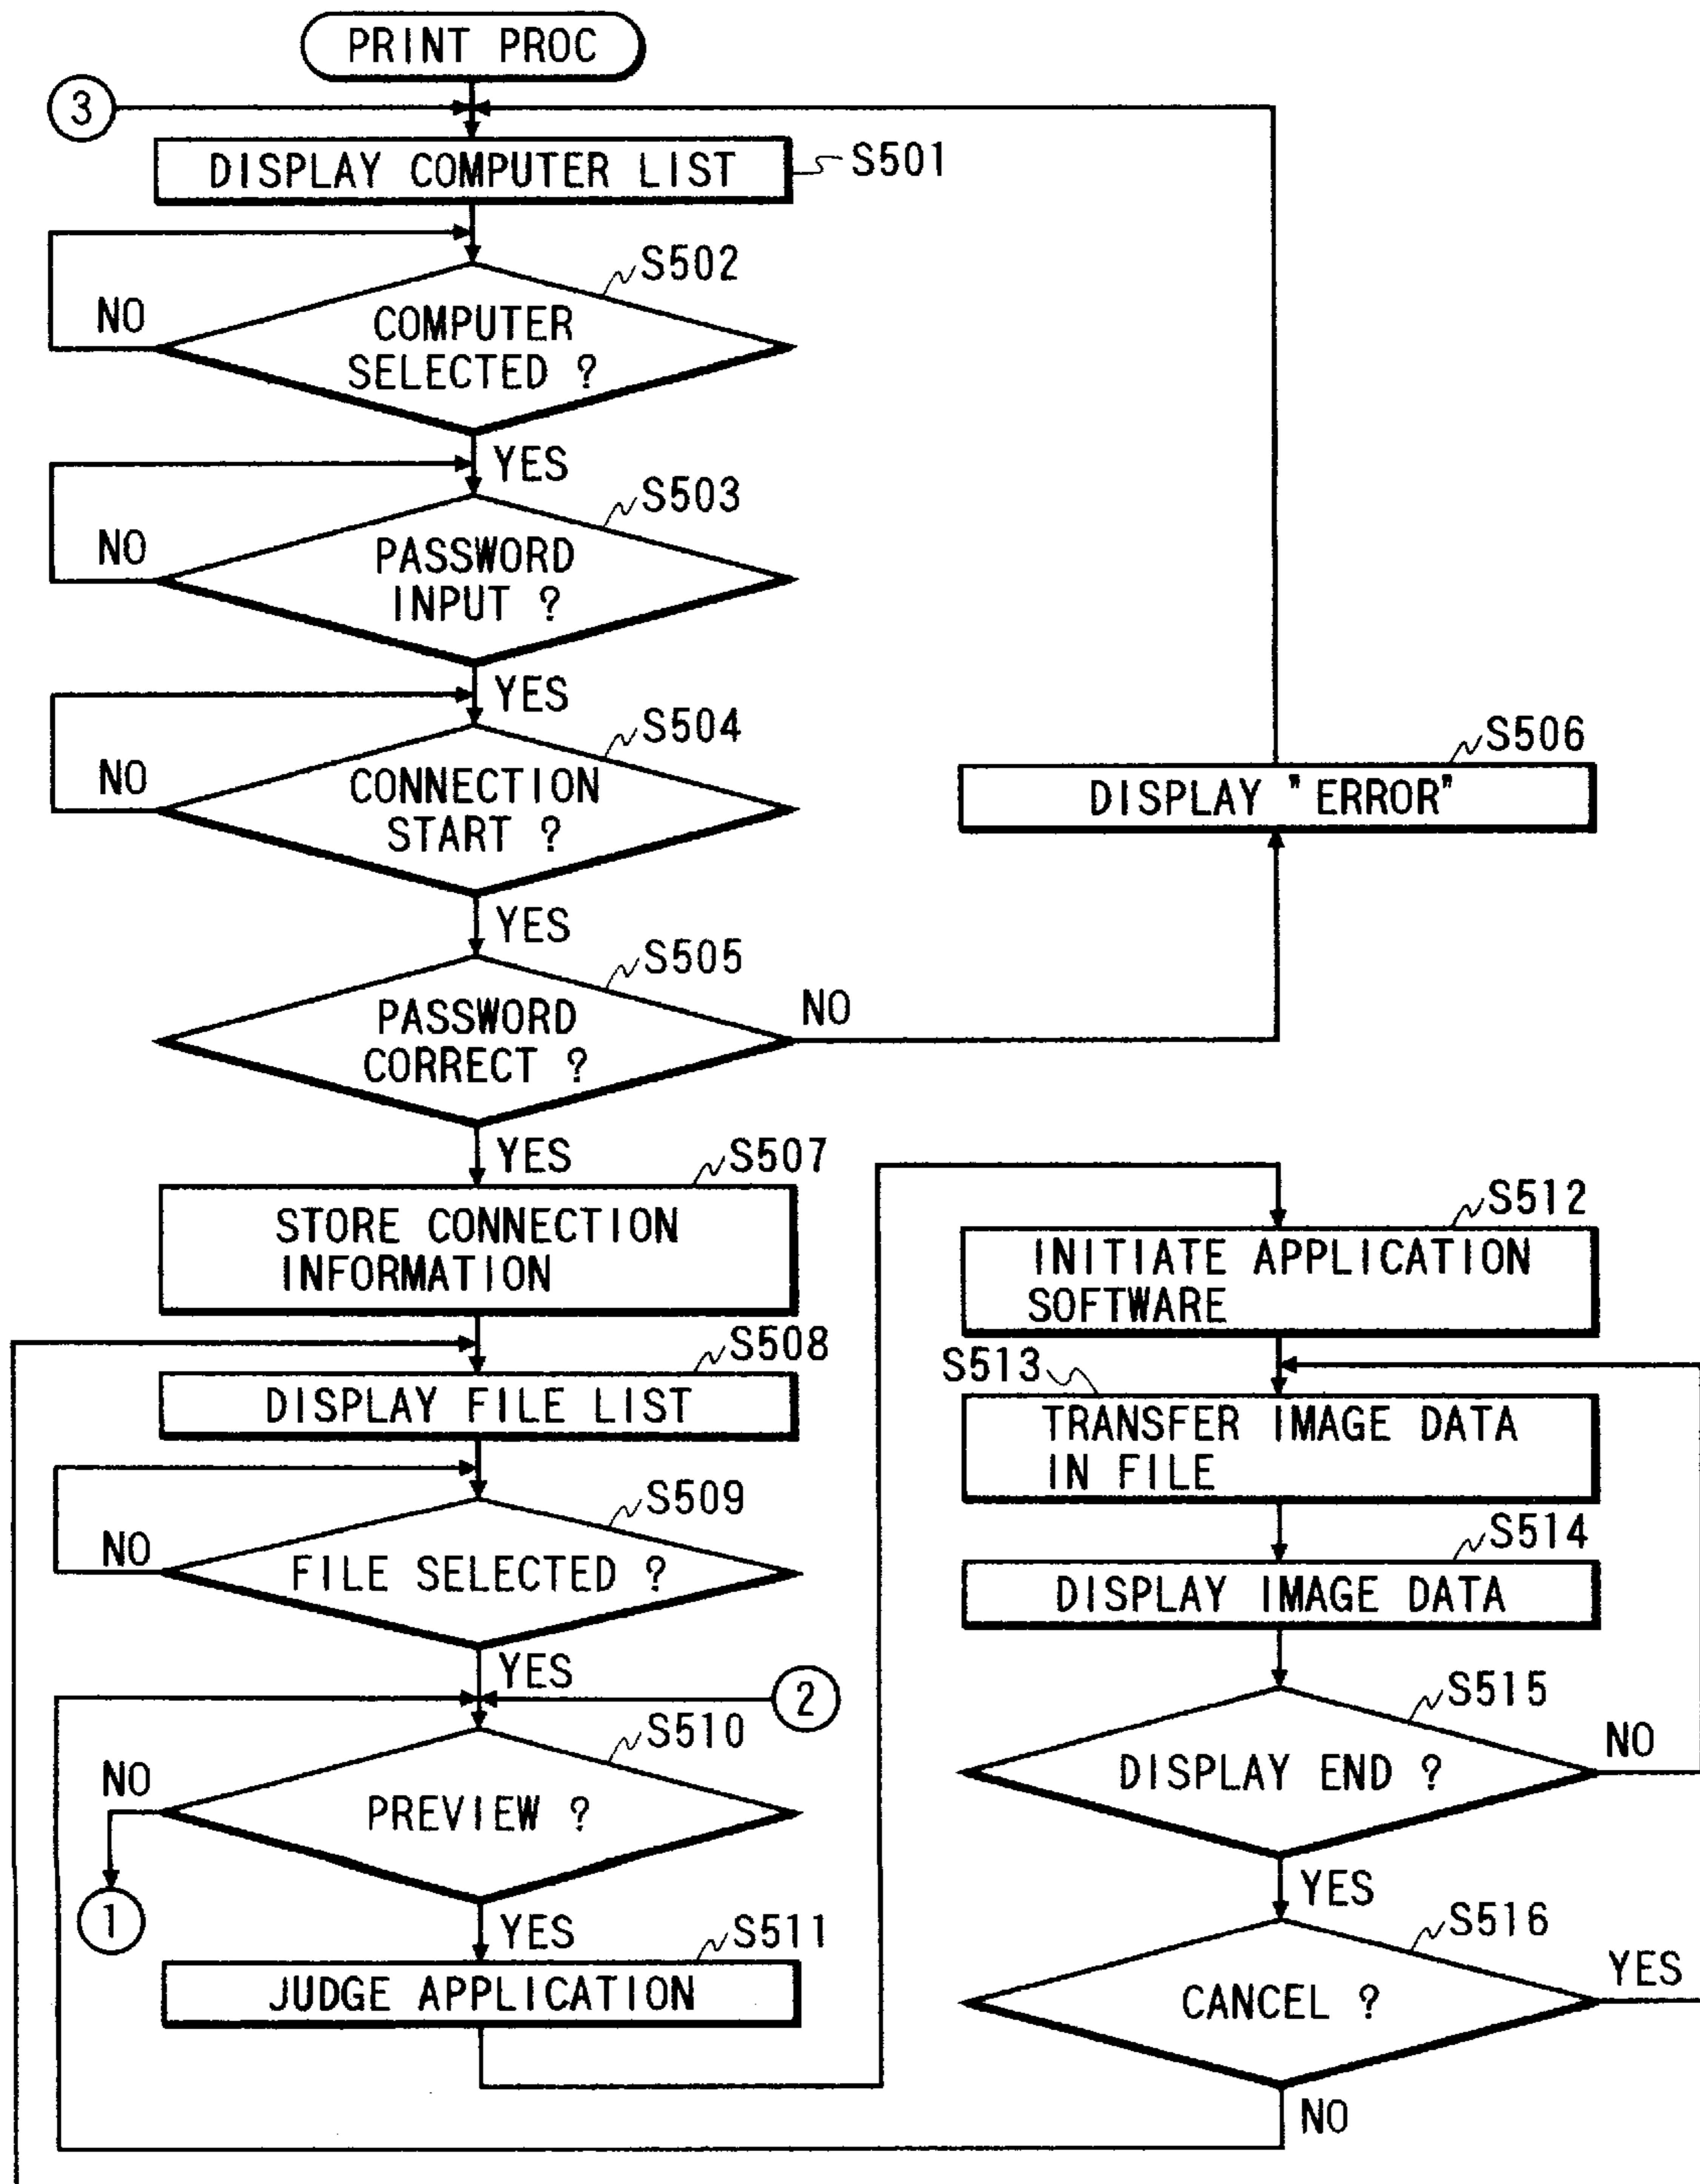 PRINT PROC
3
DISPLAY COMPUTER LIST
S501
S502
NO
COMPUTER
SELECTED ?
YES
S503
NO
PASSWORD
INPUT ?
YES
S504
NO
CONNECTION
START ?
S506
DISPLAY "ERROR"
YES
S505
PASSWORD
CORRECT ?
NO
YES
S507
STORE CONNECTION
INFORMATION
S508
DISPLAY FILE LIST
S509
NO
FILE SELECTED ?
YES
2
S510
NO
PREVIEW ?
1
YES
S511
JUDGE APPLICATION
S512
INITIATE APPLICATION
SOFTWARE
S513
TRANSFER IMAGE DATA
IN FILE
S514
DISPLAY IMAGE DATA
S515
DISPLAY END ?
NO
YES
S516
CANCEL ?
YES
NO